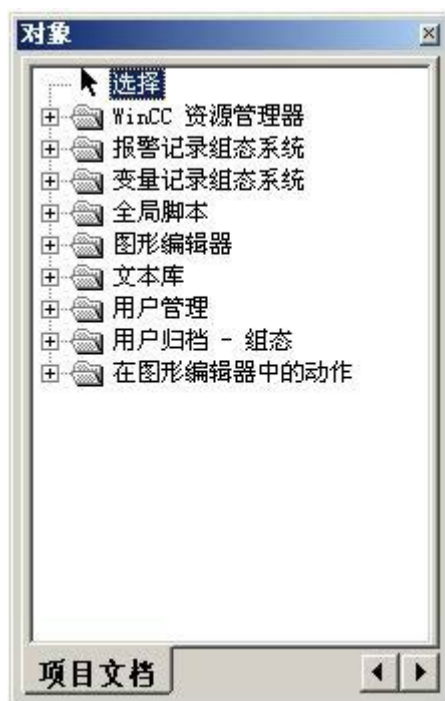 对象
选择
WinCC 资源管理器
报警记录组态系统
变量记录组态系统
全局脚本
图形编辑器
文本库
用户管理
用户归档 - 组态
在图形编辑器中的动作
项目文档